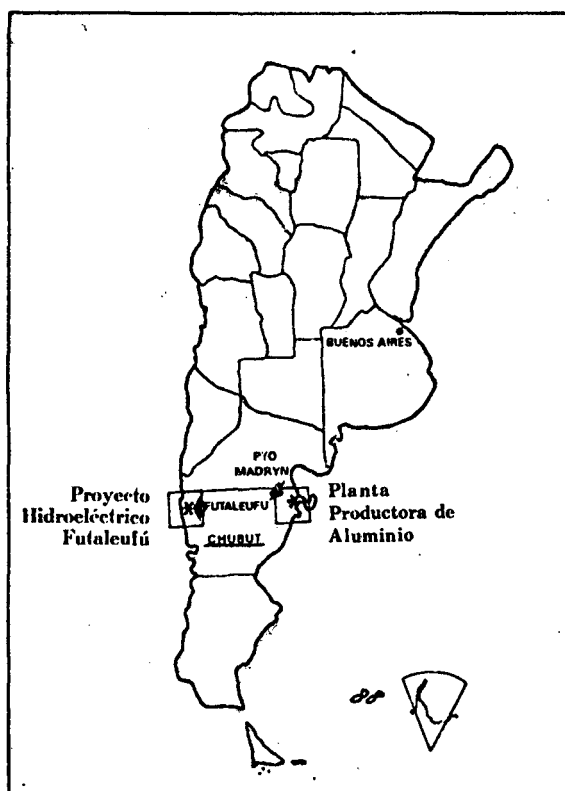 BUENOS AIRES
PTO
MADRYN
Proyecto
Hidroeléctrico
Futaleufú
FUTALEUFU
CHUBUT
Planta
Productora de
Aluminio